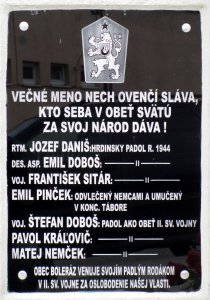 VEČNÉ MENO NECH OVENČÍ SLÁVA,
KTO SEBA V OBEŤ SVÄTÚ
ZA SVOJ NÁROD DÁVA !
RTM. JOZEF DANIŠ: HRDINSKY PADOL R. 1944
DES. ASP. EMIL DOBOŠ: ——— II ———
VOJ. FRANTIŠEK SITÁR: ——— II ———
EMIL PINČEK: ODVLEČENÝ NEMCAMI A UMUČENÝ
V KONC. TÁBORE
VOJ. ŠTEFAN DOBOŠ: PADOL AKO OBEŤ II. SV. VOJNY
PAVOL KRÁĽOVIČ: ——— II ———
MATEJ NEMČEK: ——— II ———
OBEC BOLERÁZ VENUJE SVOJÍM PADLÝM RODÁKOM
V II. SV. VOJNE ZA OSLOBODENIE NAŠEJ VLASTI.